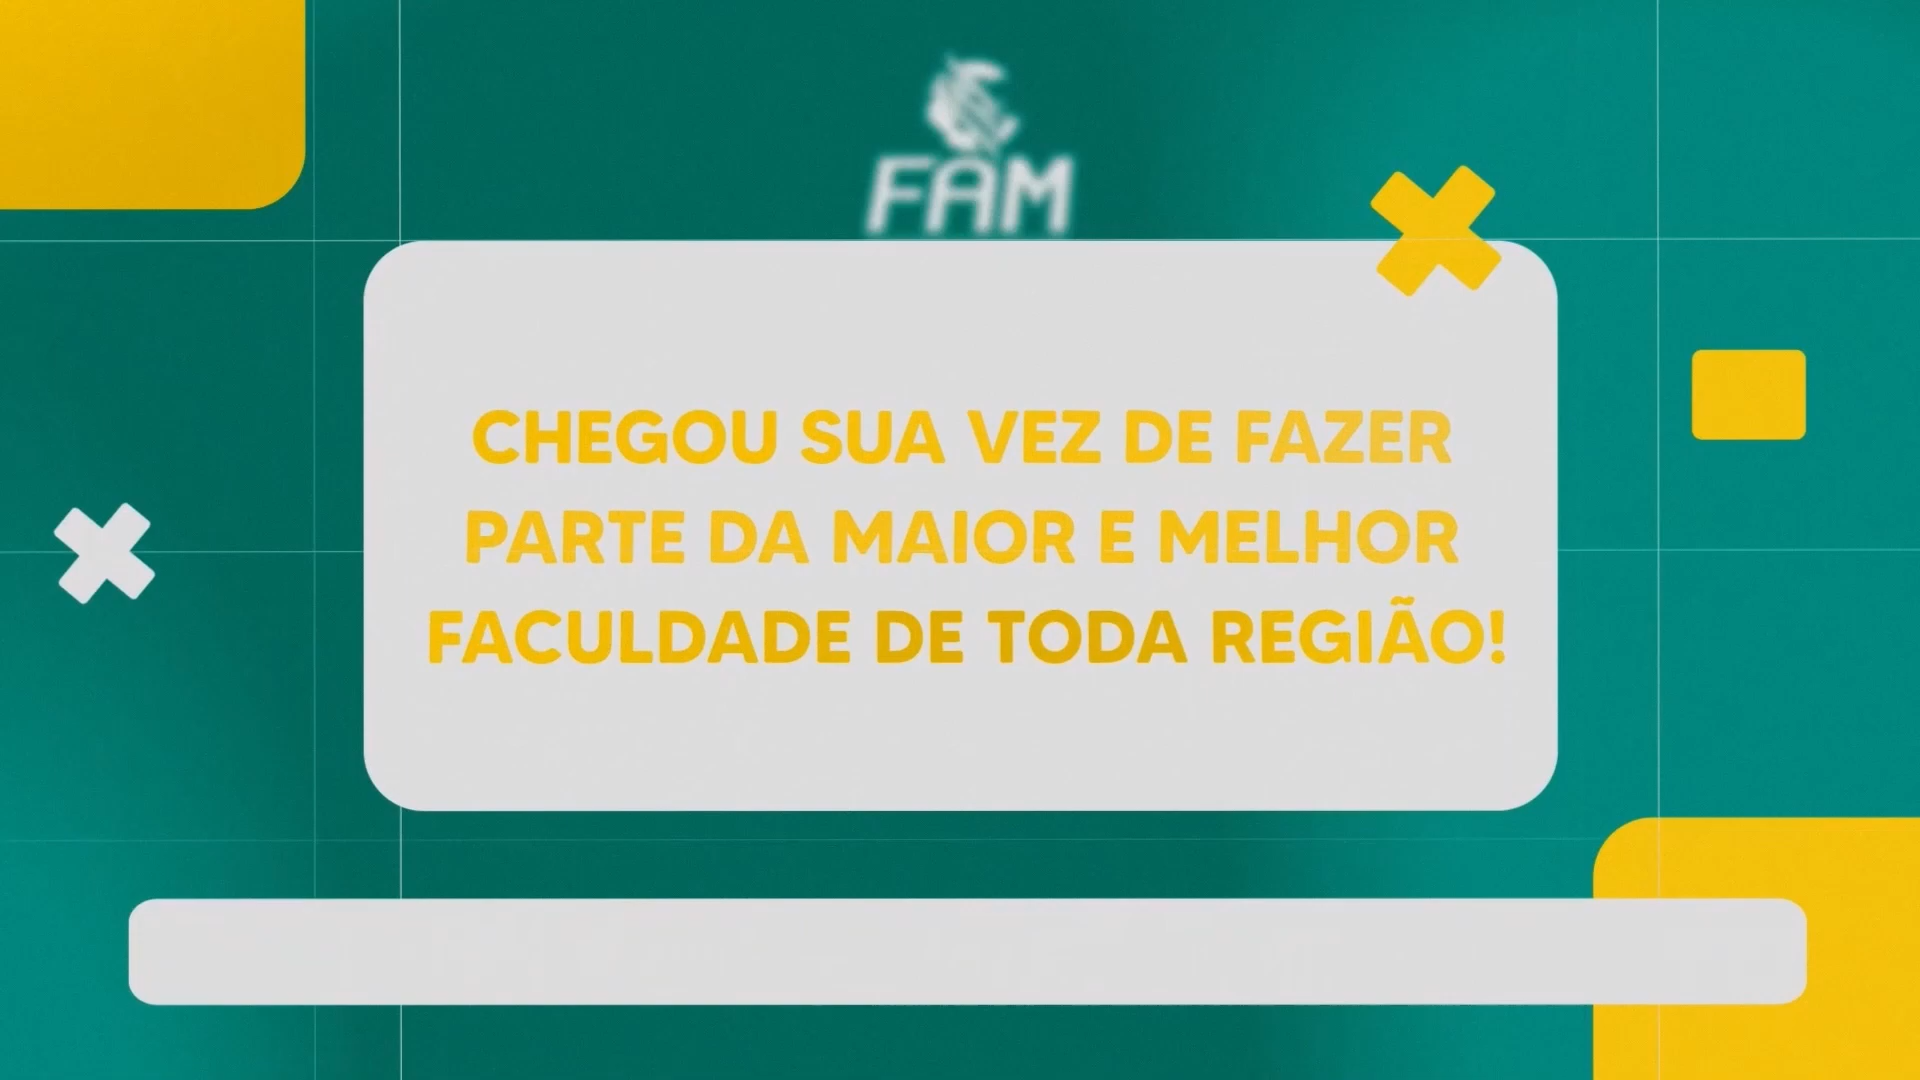 FAM
CHEGOU SUA VEZ DE FAZER
PARTE DA MAIOR E MELHOR
FACULDADE DE TODA REGIÃO!